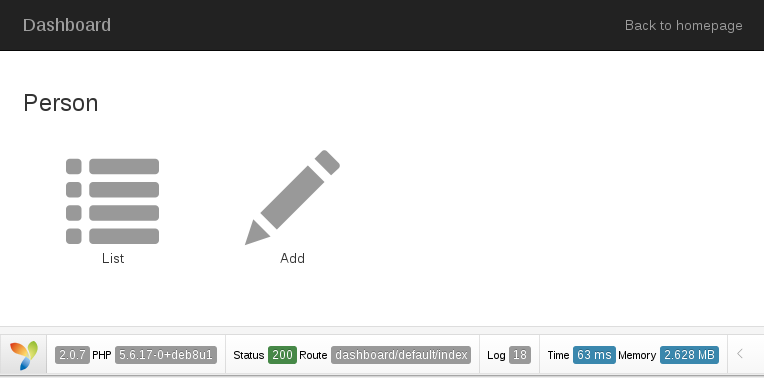 Dashboard Back to homepage
Person
List Add
2.0.7 PHP 5.6.17-0+deb8u1 Status 200 Route dashboard/default/index Log 18 Time 63 ms Memory 2.628 MB